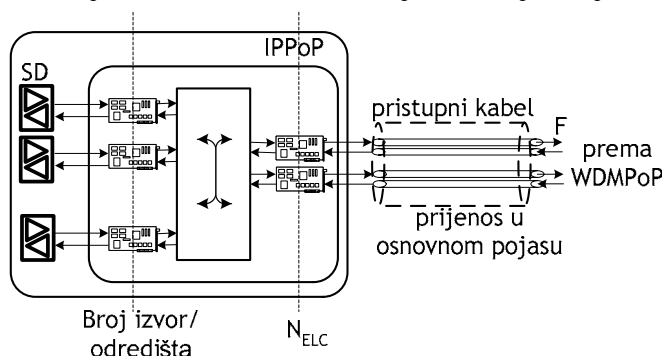 IPPoP
SD
pristupni kabel
F
prema
WDMPoP
prijenos u
osnovnom pojasu
Broj izvor/
odredišta
N_ELC